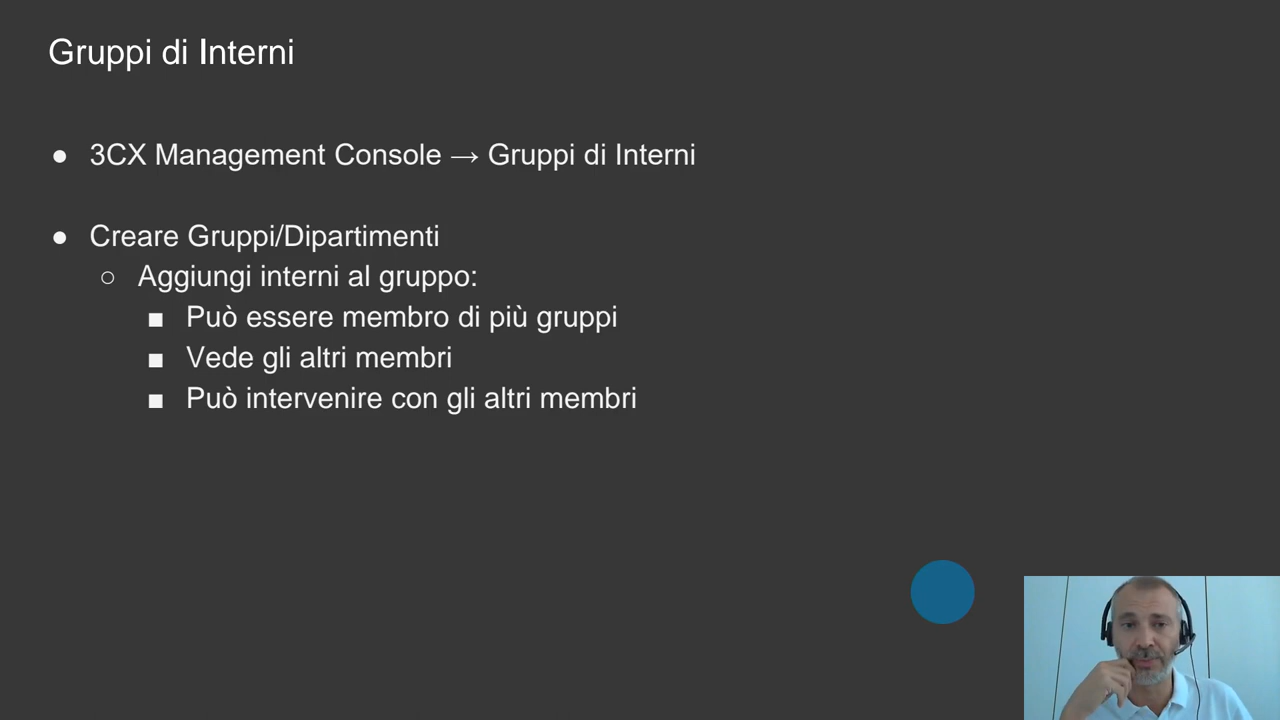 Gruppi di Interni
● 3CX Management Console → Gruppi di Interni
● Creare Gruppi/Dipartimenti
○ Aggiungi interni al gruppo:
■ Può essere membro di più gruppi
■ Vede gli altri membri
■ Può intervenire con gli altri membri